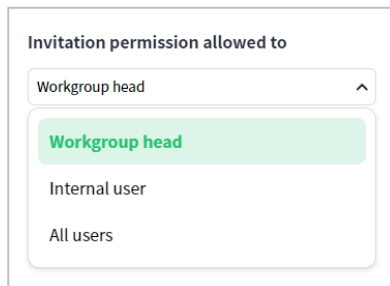 Invitation permission allowed to
Workgroup head
Workgroup head
Internal user
All users